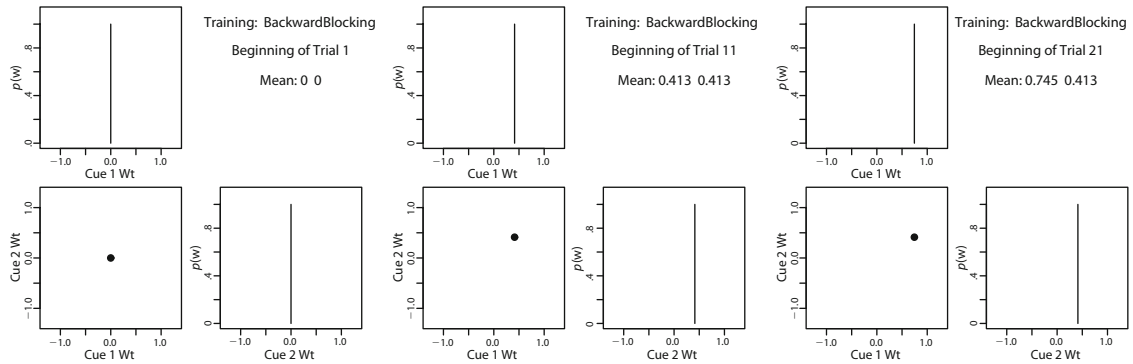 Training: BackwardBlocking
Beginning of Trial 1
Mean: 0 0
p(w)
0 .4 .8
−1.0 0.0 1.0
Cue 1 Wt
Cue 2 Wt
−1.0 0.0 1.0
−1.0 0.0 1.0
Cue 1 Wt
p(w)
0 .4 .8
−1.0 0.0 1.0
Cue 2 Wt
Training: BackwardBlocking
Beginning of Trial 11
Mean: 0.413 0.413
p(w)
0 .4 .8
−1.0 0.0 1.0
Cue 1 Wt
Cue 2 Wt
−1.0 0.0 1.0
−1.0 0.0 1.0
Cue 1 Wt
p(w)
0 .4 .8
−1.0 0.0 1.0
Cue 2 Wt
Training: BackwardBlocking
Beginning of Trial 21
Mean: 0.745 0.413
p(w)
0 .4 .8
−1.0 0.0 1.0
Cue 1 Wt
Cue 2 Wt
−1.0 0.0 1.0
−1.0 0.0 1.0
Cue 1 Wt
p(w)
0 .4 .8
−1.0 0.0 1.0
Cue 2 Wt